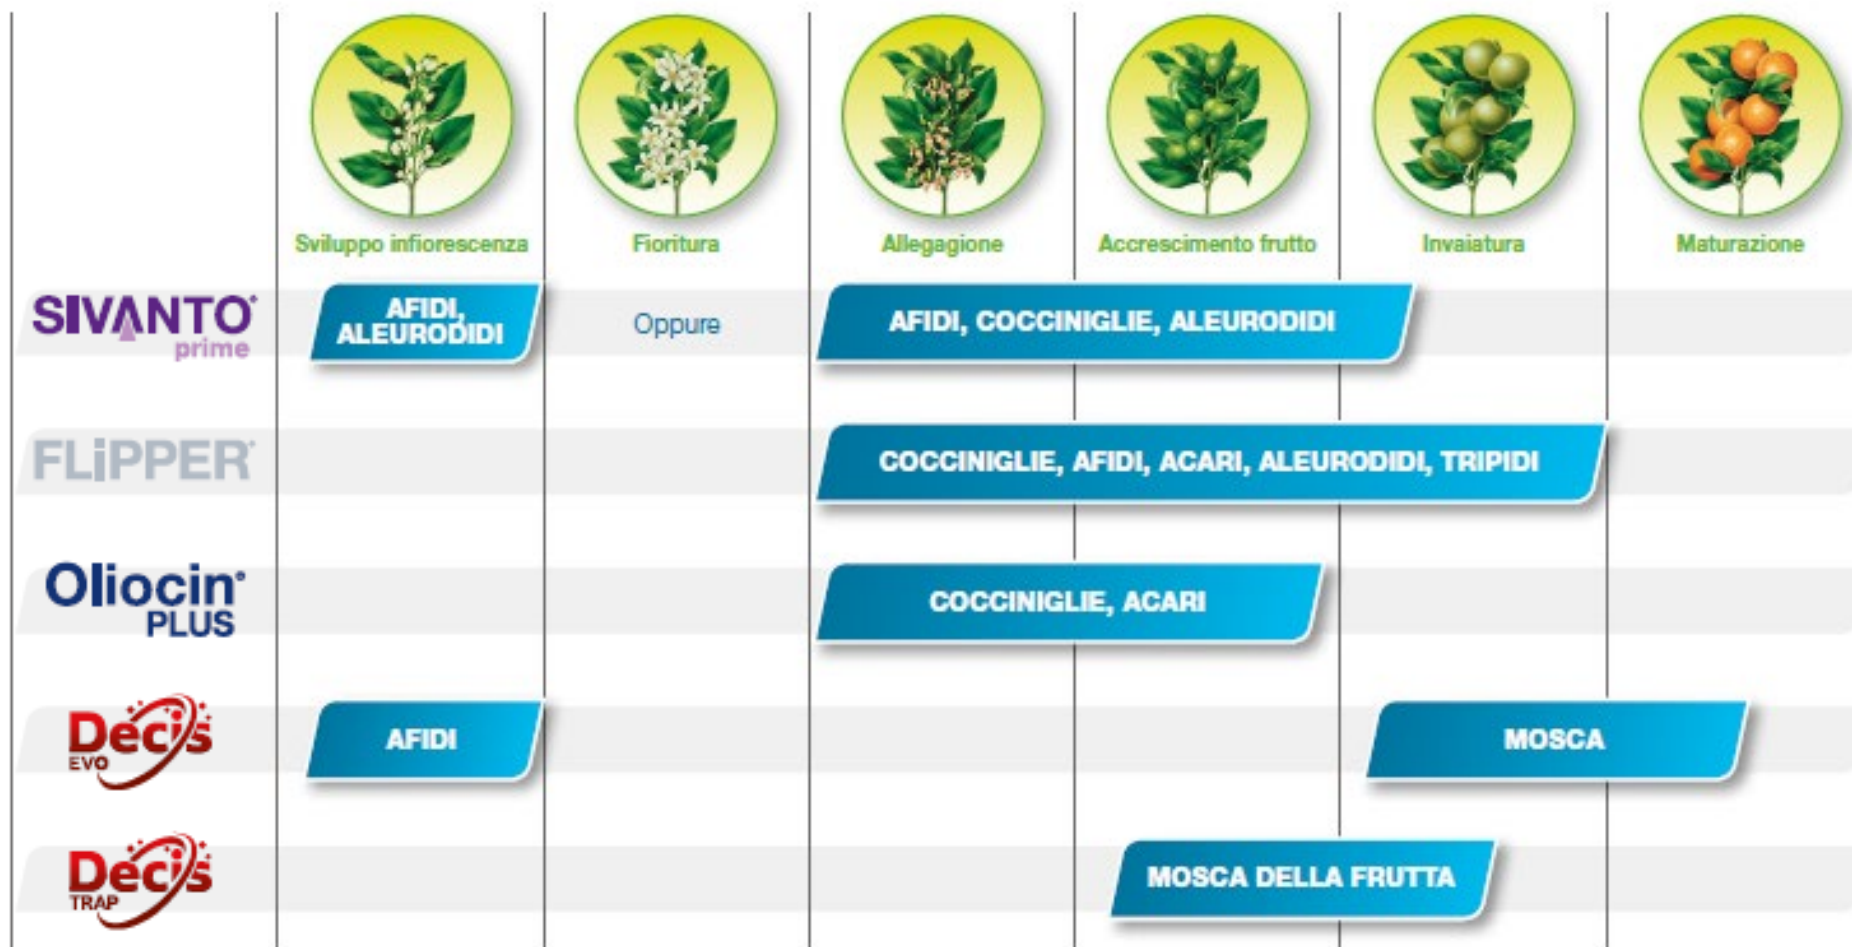 Sviluppo infiorescenza
Fioritura
Allegagione
Accrescimento frutto
Invaiatura
Maturazione
SIVANTO
prime
AFIDI,
ALEURODIDI
Oppure
AFIDI, COCCINIGLIE, ALEURODIDI
FLiPPER
COCCINIGLIE, AFIDI, ACARI, ALEURODIDI, TRIPIDI
Oliocin
PLUS
COCCINIGLIE, ACARI
Decis
EVO
AFIDI
MOSCA
Decis
TRAP
MOSCA DELLA FRUTTA